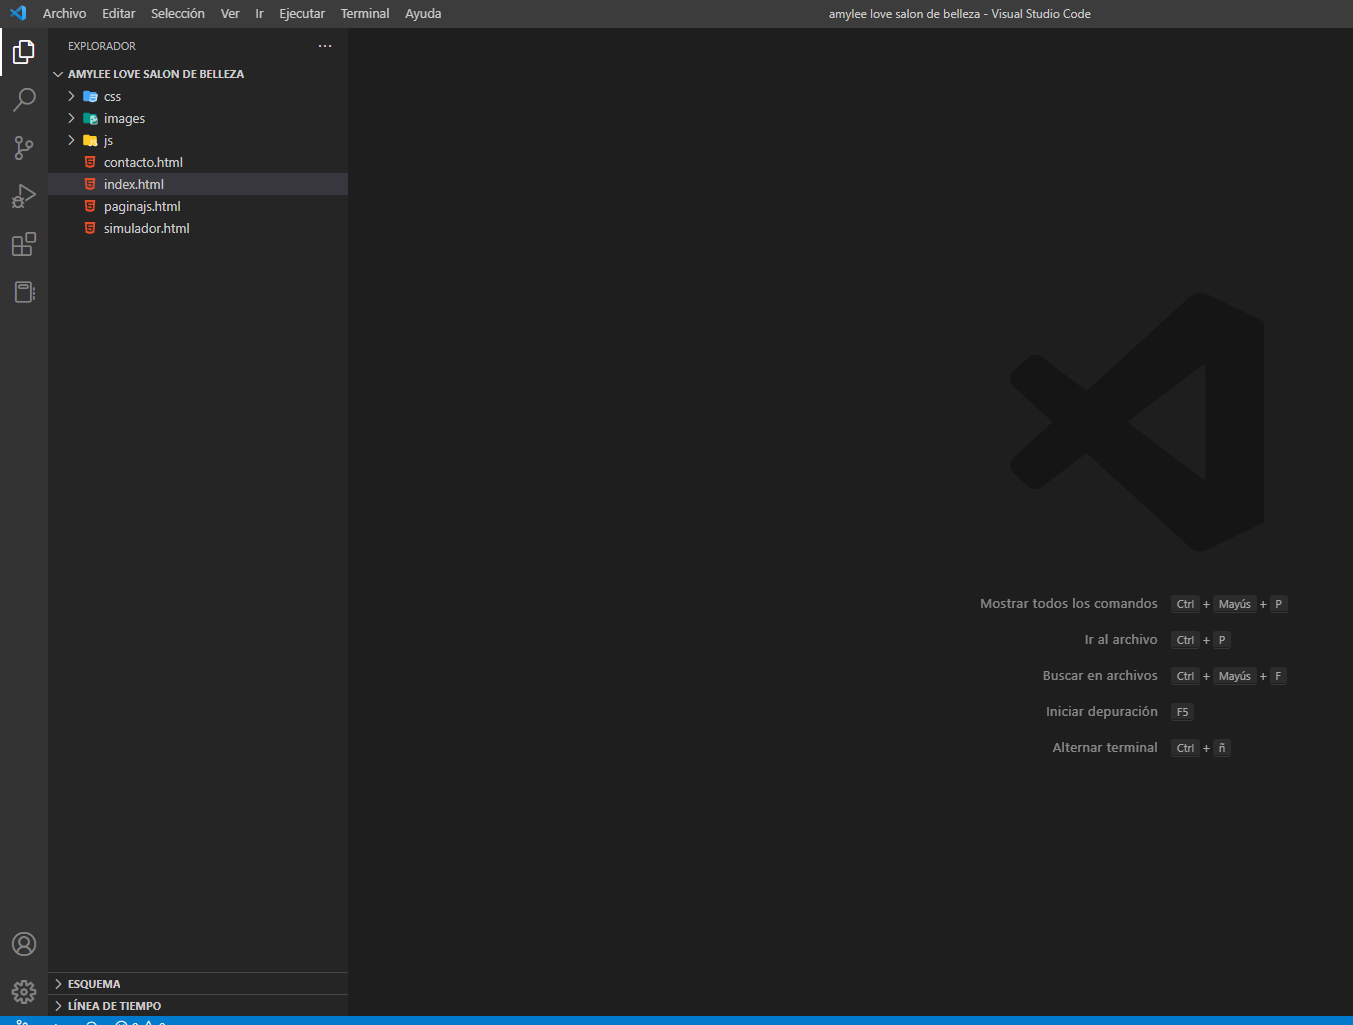 Archivo Editar Selección Ver Ir Ejecutar Terminal Ayuda amylee love salon de belleza - Visual Studio Code
EXPLORADOR ...
AMYLEE LOVE SALON DE BELLEZA
css
images
js
contacto.html
index.html
paginajs.html
simulador.html
Mostrar todos los comandos Ctrl + Mayús + P
Ir al archivo Ctrl + P
Buscar en archivos Ctrl + Mayús + F
Iniciar depuración F5
Alternar terminal Ctrl + ñ
ESQUEMA
LÍNEA DE TIEMPO